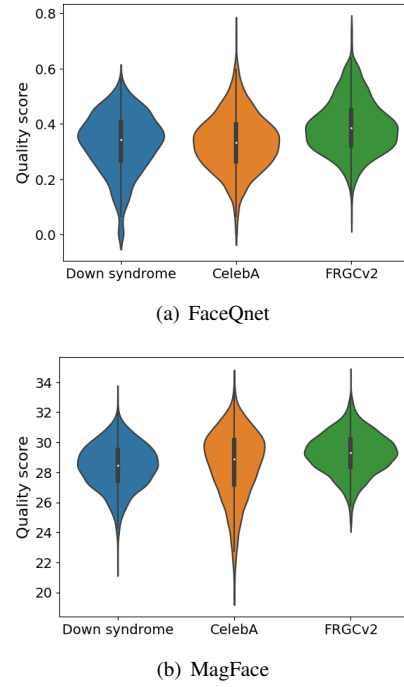 0.8
0.6
0.4
0.2
0.0
Quality score
Down syndrome CelebA FRGCv2
(a) FaceQnet
34
32
30
28
26
24
22
20
Quality score
Down syndrome CelebA FRGCv2
(b) MagFace